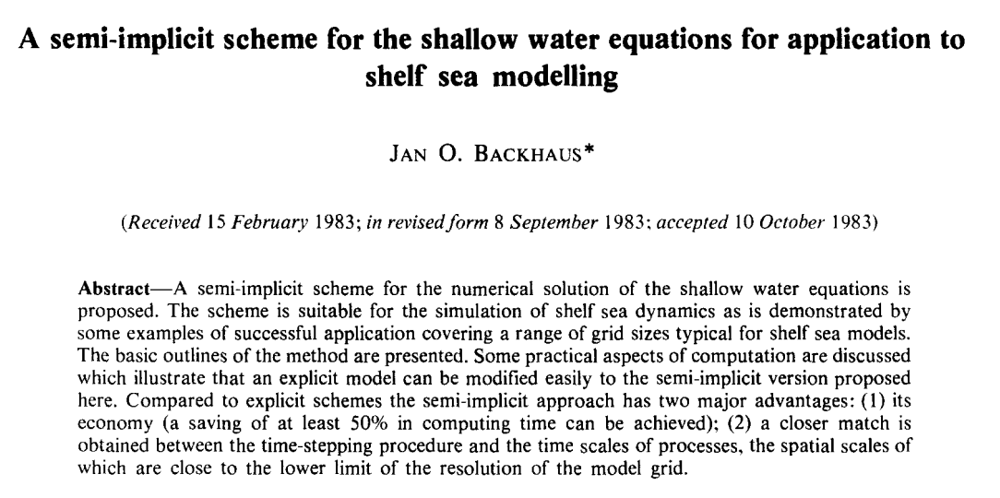 A semi-implicit scheme for the shallow water equations for application to
shelf sea modelling
JAN O. BACKHAUS*
(Received 15 February 1983; in revised form 8 September 1983; accepted 10 October 1983)
Abstract—A semi-implicit scheme for the numerical solution of the shallow water equations is
proposed. The scheme is suitable for the simulation of shelf sea dynamics as is demonstrated by
some examples of successful application covering a range of grid sizes typical for shelf sea models.
The basic outlines of the method are presented. Some practical aspects of computation are discussed
which illustrate that an explicit model can be modified easily to the semi-implicit version proposed
here. Compared to explicit schemes the semi-implicit approach has two major advantages: (1) its
economy (a saving of at least 50% in computing time can be achieved); (2) a closer match is
obtained between the time-stepping procedure and the time scales of processes, the spatial scales of
which are close to the lower limit of the resolution of the model grid.